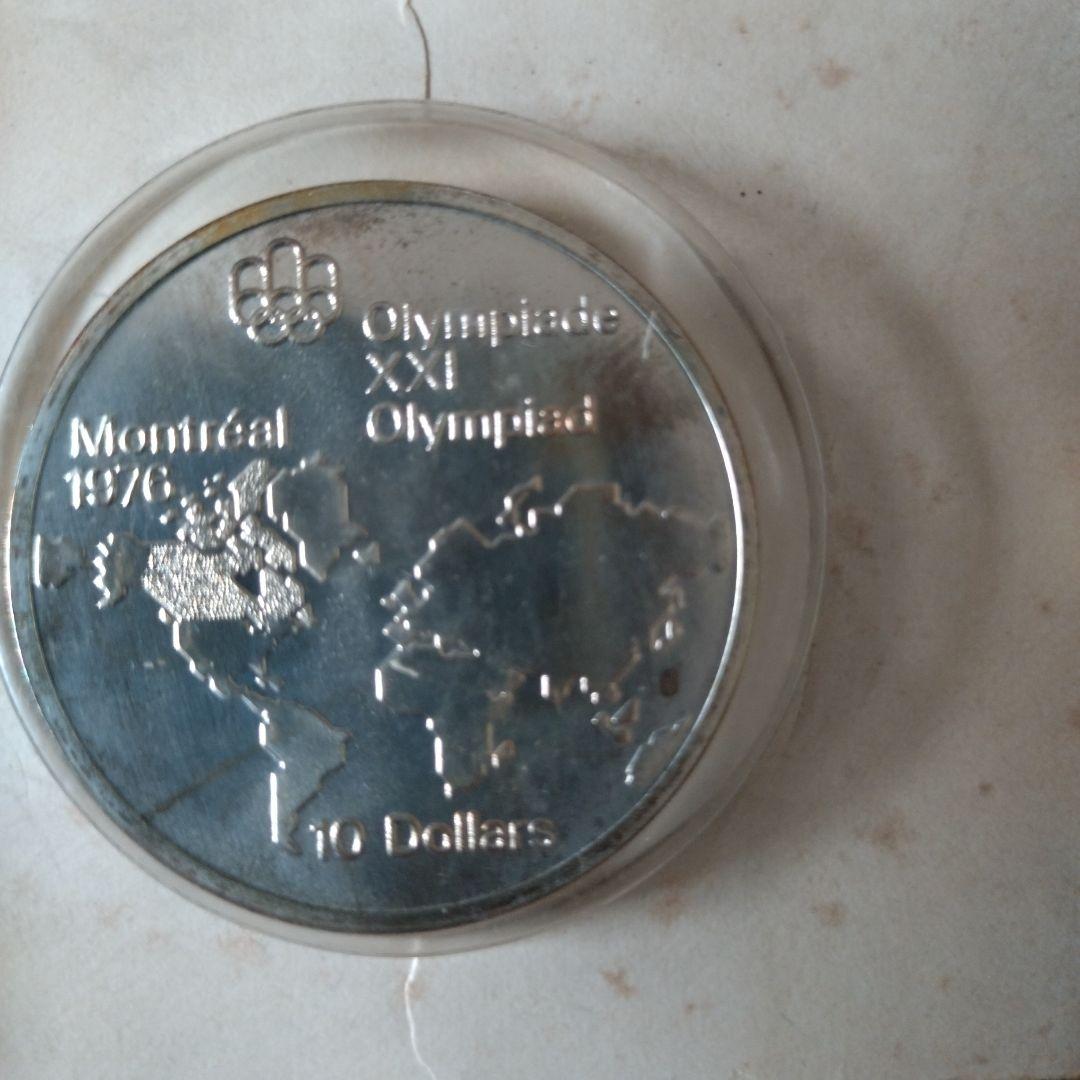 Olympiade
XXI
Olympiad
Montréal
1976
10 Dollars